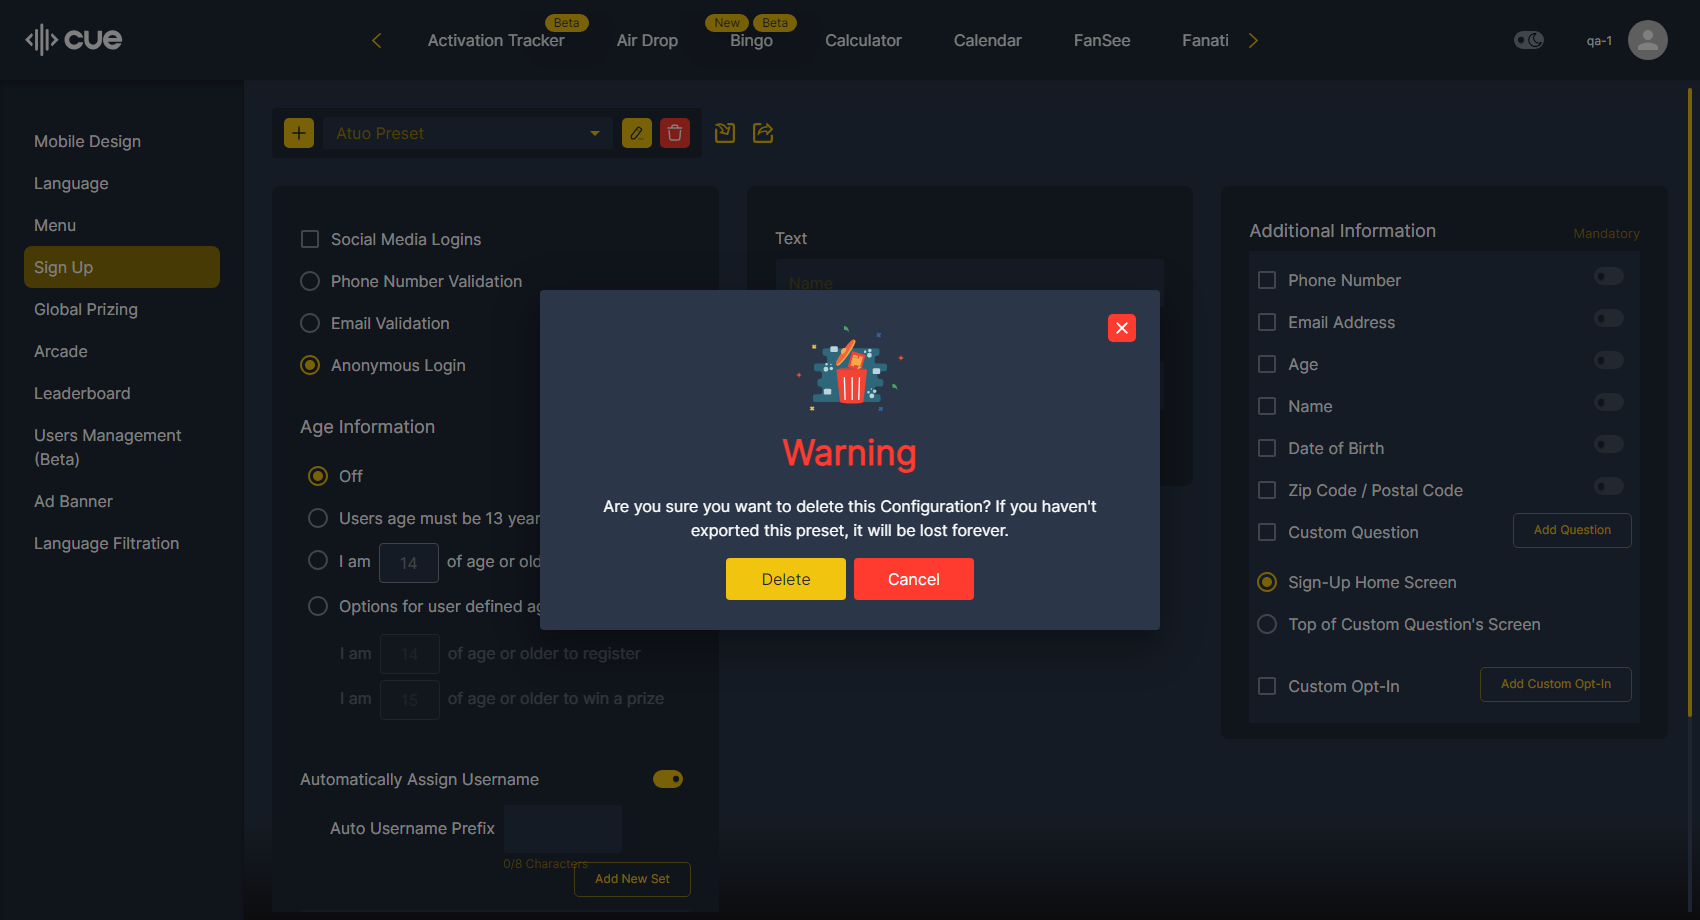 cue
Activation Tracker
Beta
Air Drop
New
Beta
Bingo
Calculator
Calendar
FanSee
Fanati
qa-1
Mobile Design
Language
Menu
Sign Up
Global Prizing
Arcade
Leaderboard
Users Management
(Beta)
Ad Banner
Language Filtration
Atuo Preset
Social Media Logins
Phone Number Validation
Email Validation
Anonymous Login
Age Information
Off
Users age must be 13 year
I am 14 of age or old
Options for user defined ag
I am 14 of age or older to register
I am 15 of age or older to win a prize
Automatically Assign Username
Auto Username Prefix
0/8 Characters
Add New Set
Text
Name
Warning
Are you sure you want to delete this Configuration? If you haven't
exported this preset, it will be lost forever.
Delete
Cancel
Additional Information
Mandatory
Phone Number
Email Address
Age
Name
Date of Birth
Zip Code / Postal Code
Custom Question
Add Question
Sign-Up Home Screen
Top of Custom Question's Screen
Custom Opt-In
Add Custom Opt-In